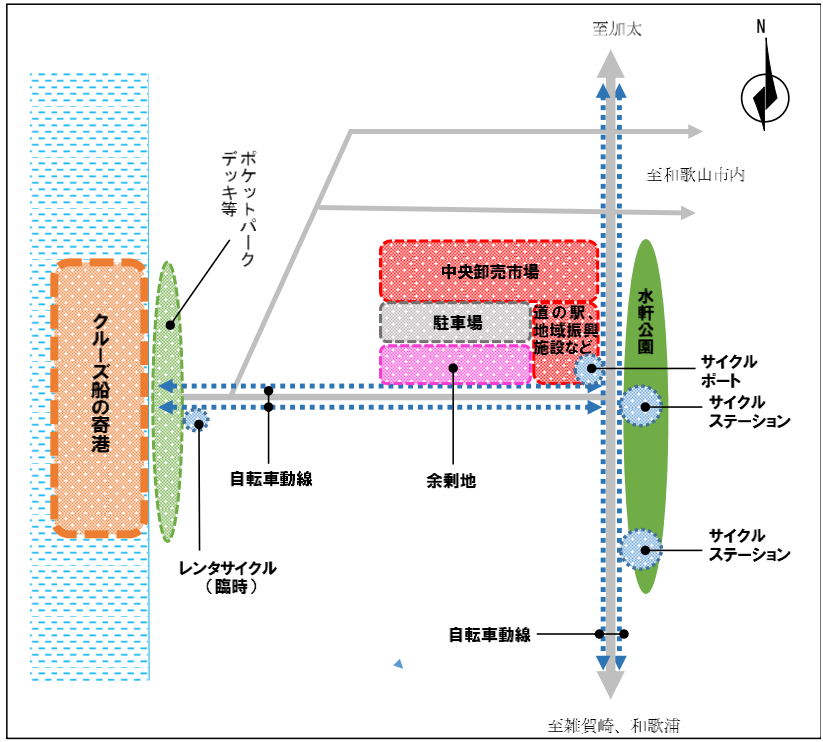 至加太
N
至和歌山市内
ポケットパーク
デッキ等
中央卸売市場
駐車場
道の駅、
地域振興
施設など
水軒公園
クルーズ船の寄港
サイクル
ポート
サイクル
ステーション
自転車動線
余剰地
サイクル
ステーション
レンタサイクル
（臨時）
自転車動線
至雑賀崎、和歌浦